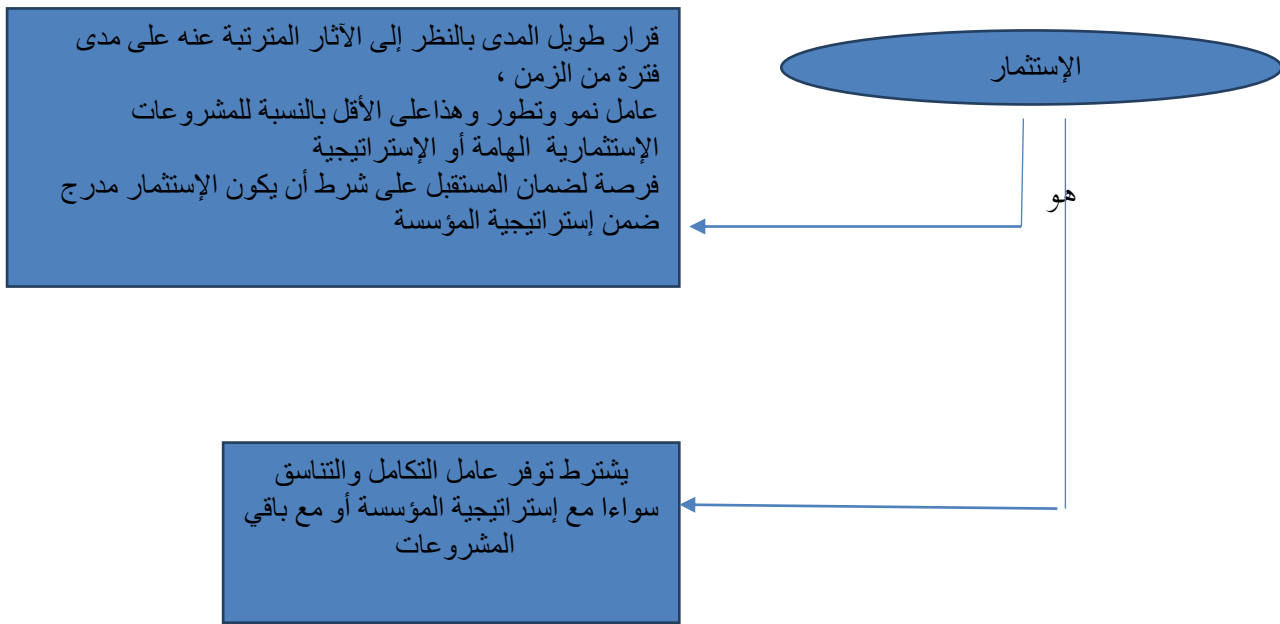 الإستثمار
هو
قرار طويل المدى بالنظر إلى الآثار المترتبة عنه على مدى
فترة من الزمن ،
عامل نمو وتطور وهذاعلى الأقل بالنسبة للمشروعات
الإستثمارية الهامة أو الإستراتيجية
فرصة لضمان المستقبل على شرط أن يكون الإستثمار مدرج
ضمن إستراتيجية المؤسسة
يشترط توفر عامل التكامل والتناسق
سواءا مع إستراتيجية المؤسسة أو مع باقي
المشروعات